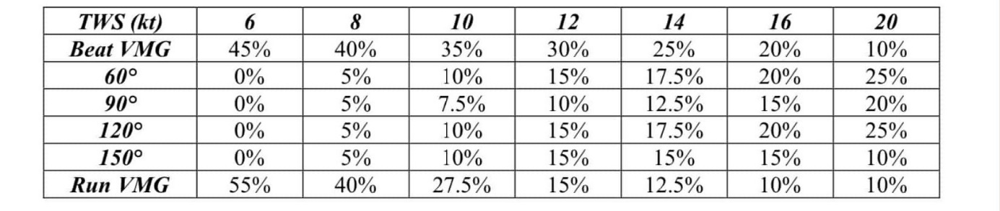 TWS (kt) 6 8 10 12 14 16 20
Beat VMG 45% 40% 35% 30% 25% 20% 10%
60° 0% 5% 10% 15% 17.5% 20% 25%
90° 0% 5% 7.5% 10% 12.5% 15% 20%
120° 0% 5% 10% 15% 17.5% 20% 25%
150° 0% 5% 10% 15% 15% 15% 10%
Run VMG 55% 40% 27.5% 15% 12.5% 10% 10%